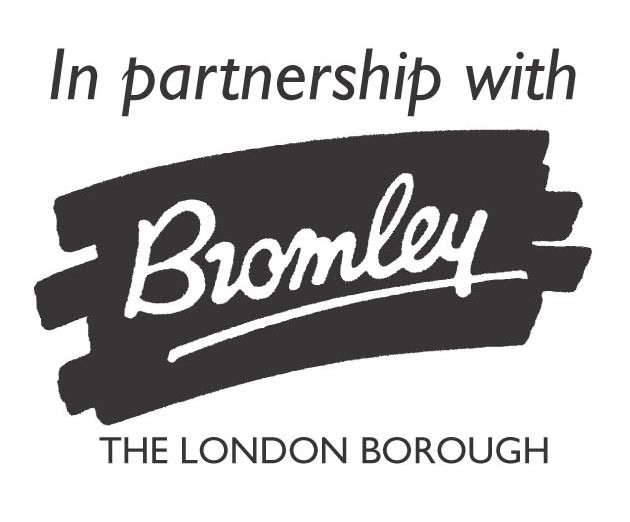 In partnership with
Bromley
THE LONDON BOROUGH